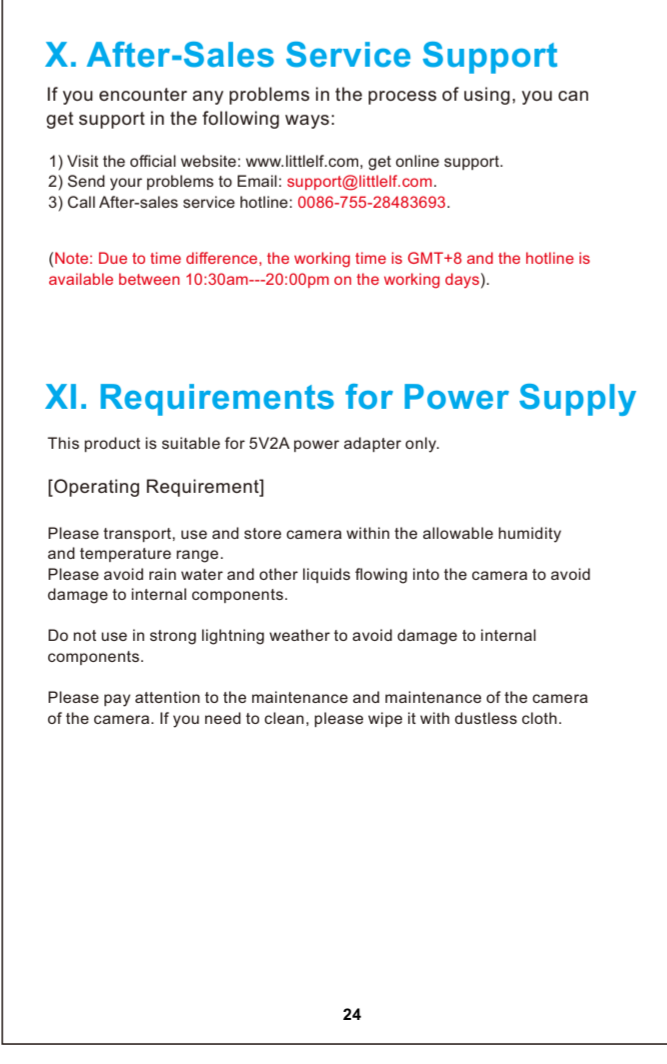 X. After-Sales Service Support
If you encounter any problems in the process of using, you can
get support in the following ways:
1) Visit the official website: www.littlelf.com, get online support.
2) Send your problems to Email: support@littlelf.com.
3) Call After-sales service hotline: 0086-755-28483693.
(Note: Due to time difference, the working time is GMT+8 and the hotline is
available between 10:30am---20:00pm on the working days).
XI. Requirements for Power Supply
This product is suitable for 5V2A power adapter only.
[Operating Requirement]
Please transport, use and store camera within the allowable humidity
and temperature range.
Please avoid rain water and other liquids flowing into the camera to avoid
damage to internal components.
Do not use in strong lightning weather to avoid damage to internal
components.
Please pay attention to the maintenance and maintenance of the camera
of the camera. If you need to clean, please wipe it with dustless cloth.
24